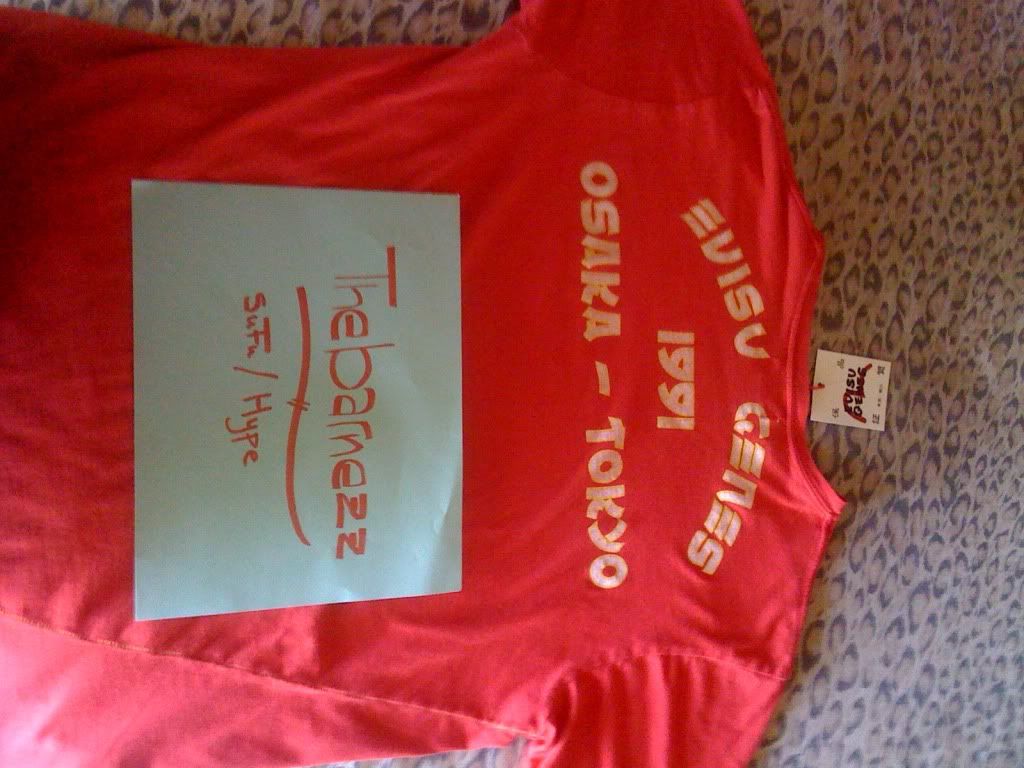 EVISU GENES
1991
OSAKA - TOKYO
Thebarnezz
SuFu / Hype